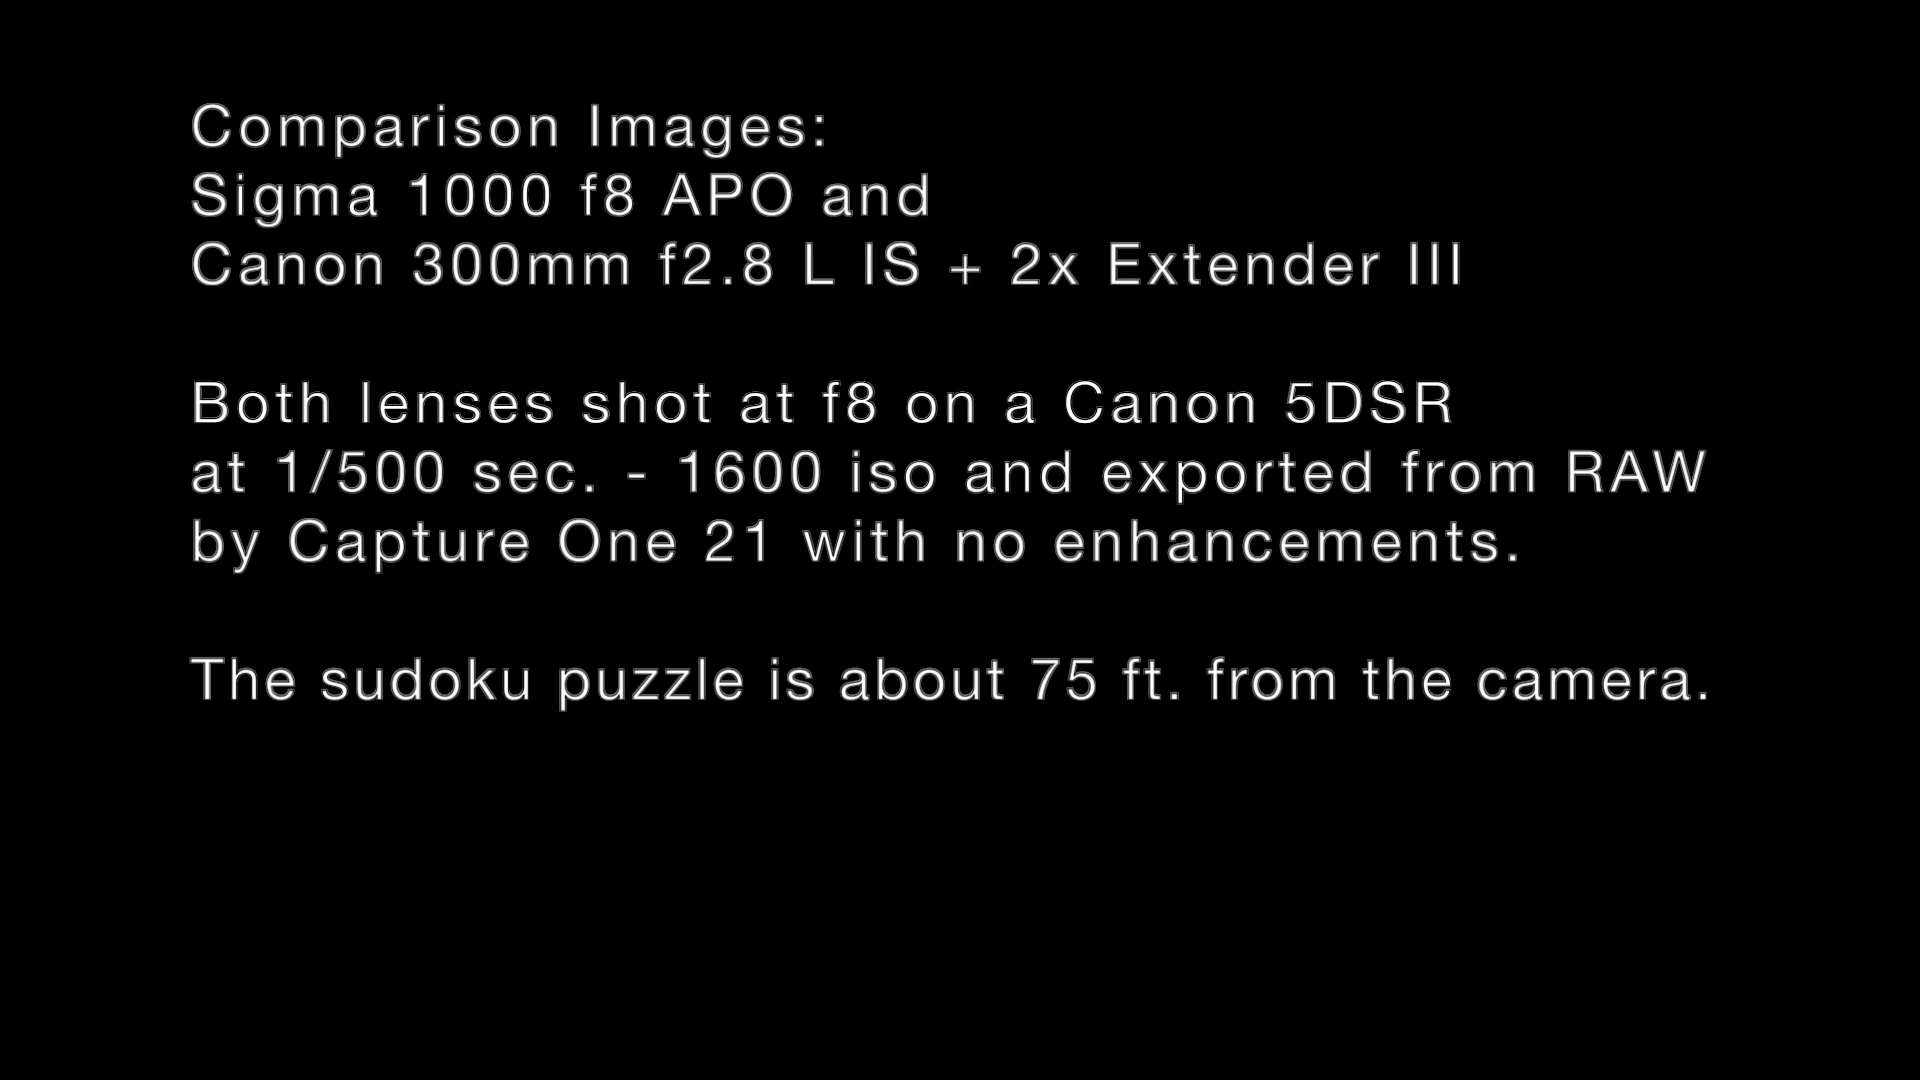 Comparison Images:
Sigma 1000 f8 APO and
Canon 300mm f2.8 L IS + 2x Extender III
Both lenses shot at f8 on a Canon 5DSR
at 1/500 sec. - 1600 iso and exported from RAW
by Capture One 21 with no enhancements.
The sudoku puzzle is about 75 ft. from the camera.